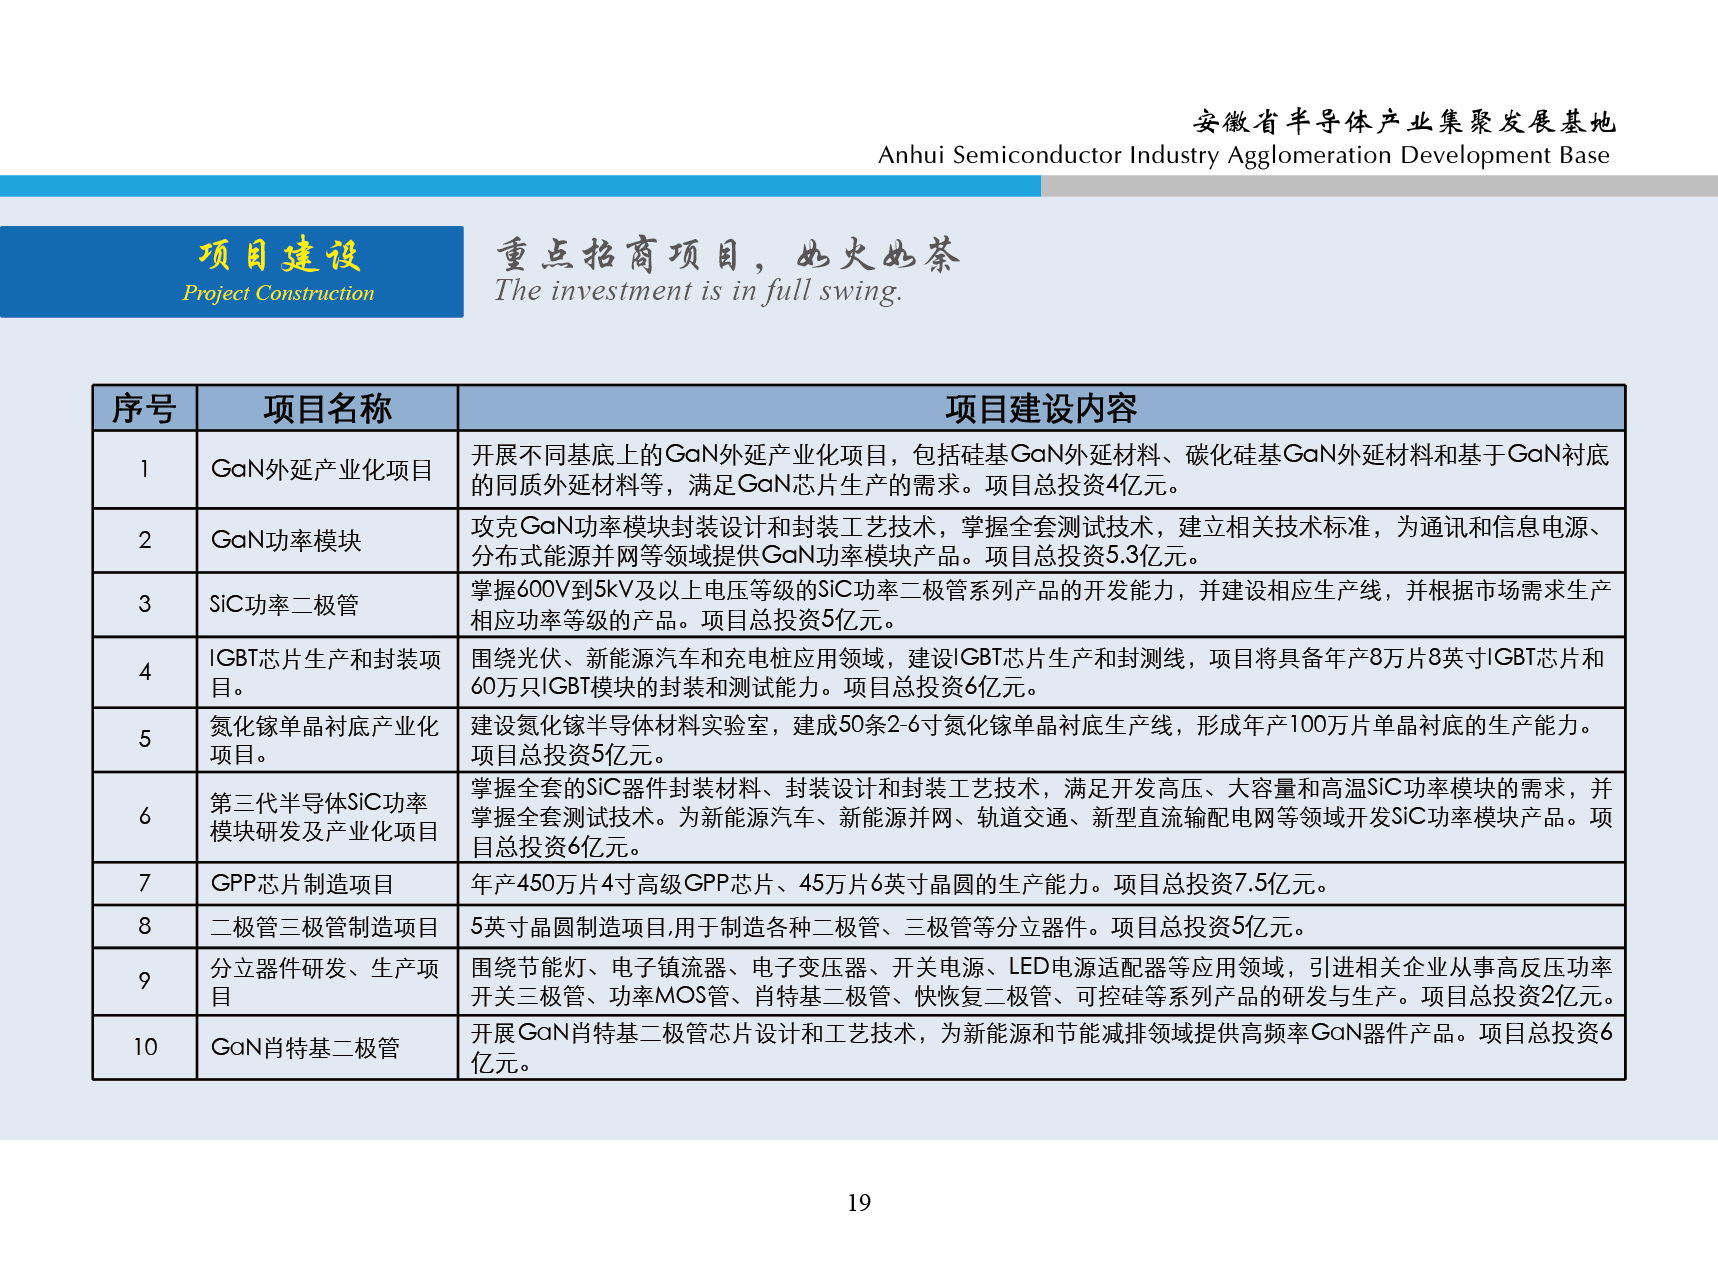 安徽省半导体产业集聚发展基地
Anhui Semiconductor Industry Agglomeration Development Base
项目建设
Project Construction
重点招商项目，如火如荼
The investment is in full swing.
序号 项目名称 项目建设内容
1 GaN外延产业化项目
开展不同基底上的GaN外延产业化项目，包括硅基GaN外延材料、碳化硅基GaN外延材料和基于GaN衬底
的同质外延材料等，满足GaN芯片生产的需求。项目总投资4亿元。
2 GaN功率模块
攻克GaN功率模块封装设计和封装工艺技术，掌握全套测试技术，建立相关技术标准，为通讯和信息电源、
分布式能源并网等领域提供GaN功率模块产品。项目总投资5.3亿元。
3 SiC功率二极管
掌握600V到5kV及以上电压等级的SiC功率二极管系列产品的开发能力，并建设相应生产线，并根据市场需求生产
相应功率等级的产品。项目总投资5亿元。
4
IGBT芯片生产和封装项
目。
围绕光伏、新能源汽车和充电桩应用领域，建设IGBT芯片生产和封测线，项目将具备年产8万片8英寸IGBT芯片和
60万只IGBT模块的封装和测试能力。项目总投资6亿元。
5
氮化镓单晶衬底产业化
项目。
建设氮化镓半导体材料实验室，建成50条2-6寸氮化镓单晶衬底生产线，形成年产100万片单晶衬底的生产能力。
项目总投资5亿元。
6
第三代半导体SiC功率
模块研发及产业化项目
掌握全套的SiC器件封装材料、封装设计和封装工艺技术，满足开发高压、大容量和高温SiC功率模块的需求，并
掌握全套测试技术。为新能源汽车、新能源并网、轨道交通、新型直流输配电网等领域开发SiC功率模块产品。项
目总投资6亿元。
7 GPP芯片制造项目 年产450万片4寸高级GPP芯片、45万片6英寸晶圆的生产能力。项目总投资7.5亿元。
8 二极管三极管制造项目 5英寸晶圆制造项目,用于制造各种二极管、三极管等分立器件。项目总投资5亿元。
9
分立器件研发、生产项
目
围绕节能灯、电子镇流器、电子变压器、开关电源、LED电源适配器等应用领域，引进相关企业从事高反压功率
开关三极管、功率MOS管、肖特基二极管、快恢复二极管、可控硅等系列产品的研发与生产。项目总投资2亿元。
10 GaN肖特基二极管
开展GaN肖特基二极管芯片设计和工艺技术，为新能源和节能减排领域提供高频率GaN器件产品。项目总投资6
亿元。
19